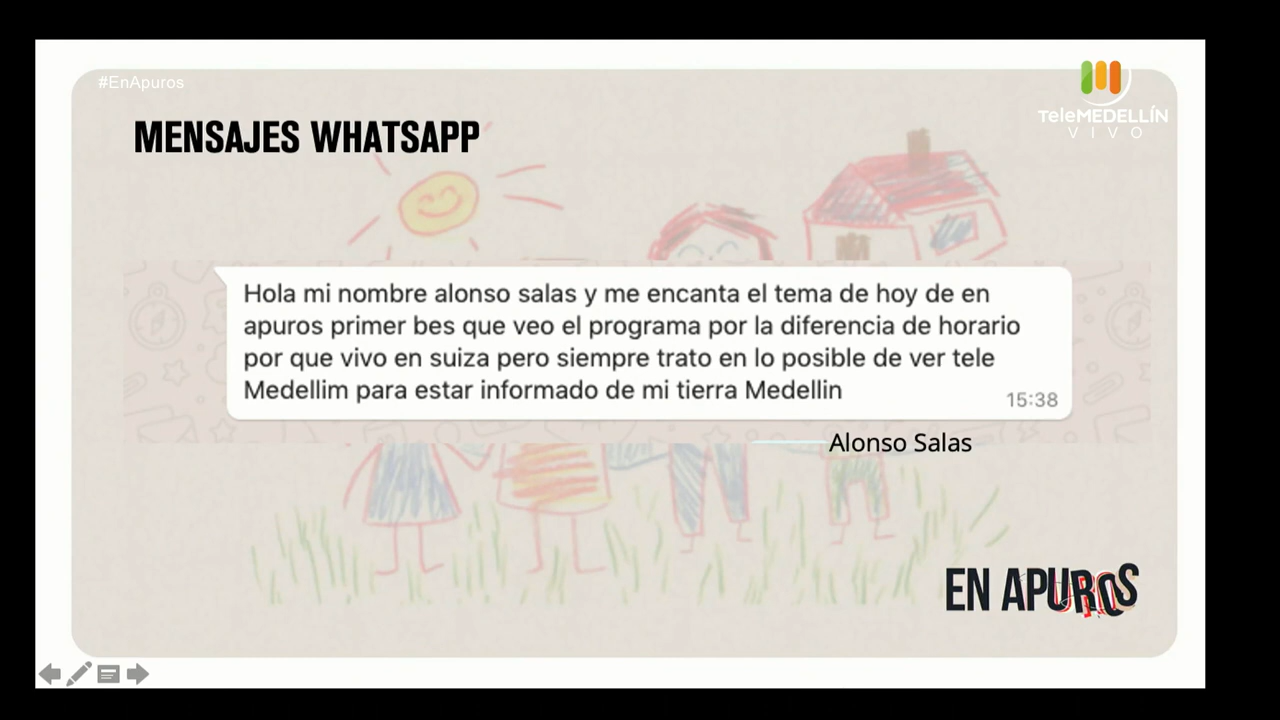 #EnApuros
TeleMEDELLÍN
VIVO
MENSAJES WHATSAPP
Hola mi nombre alonso salas y me encanta el tema de hoy de en
apuros primer bes que veo el programa por la diferencia de horario
por que vivo en suiza pero siempre trato en lo posible de ver tele
Medellim para estar informado de mi tierra Medellin
15:38
Alonso Salas
EN APUROS